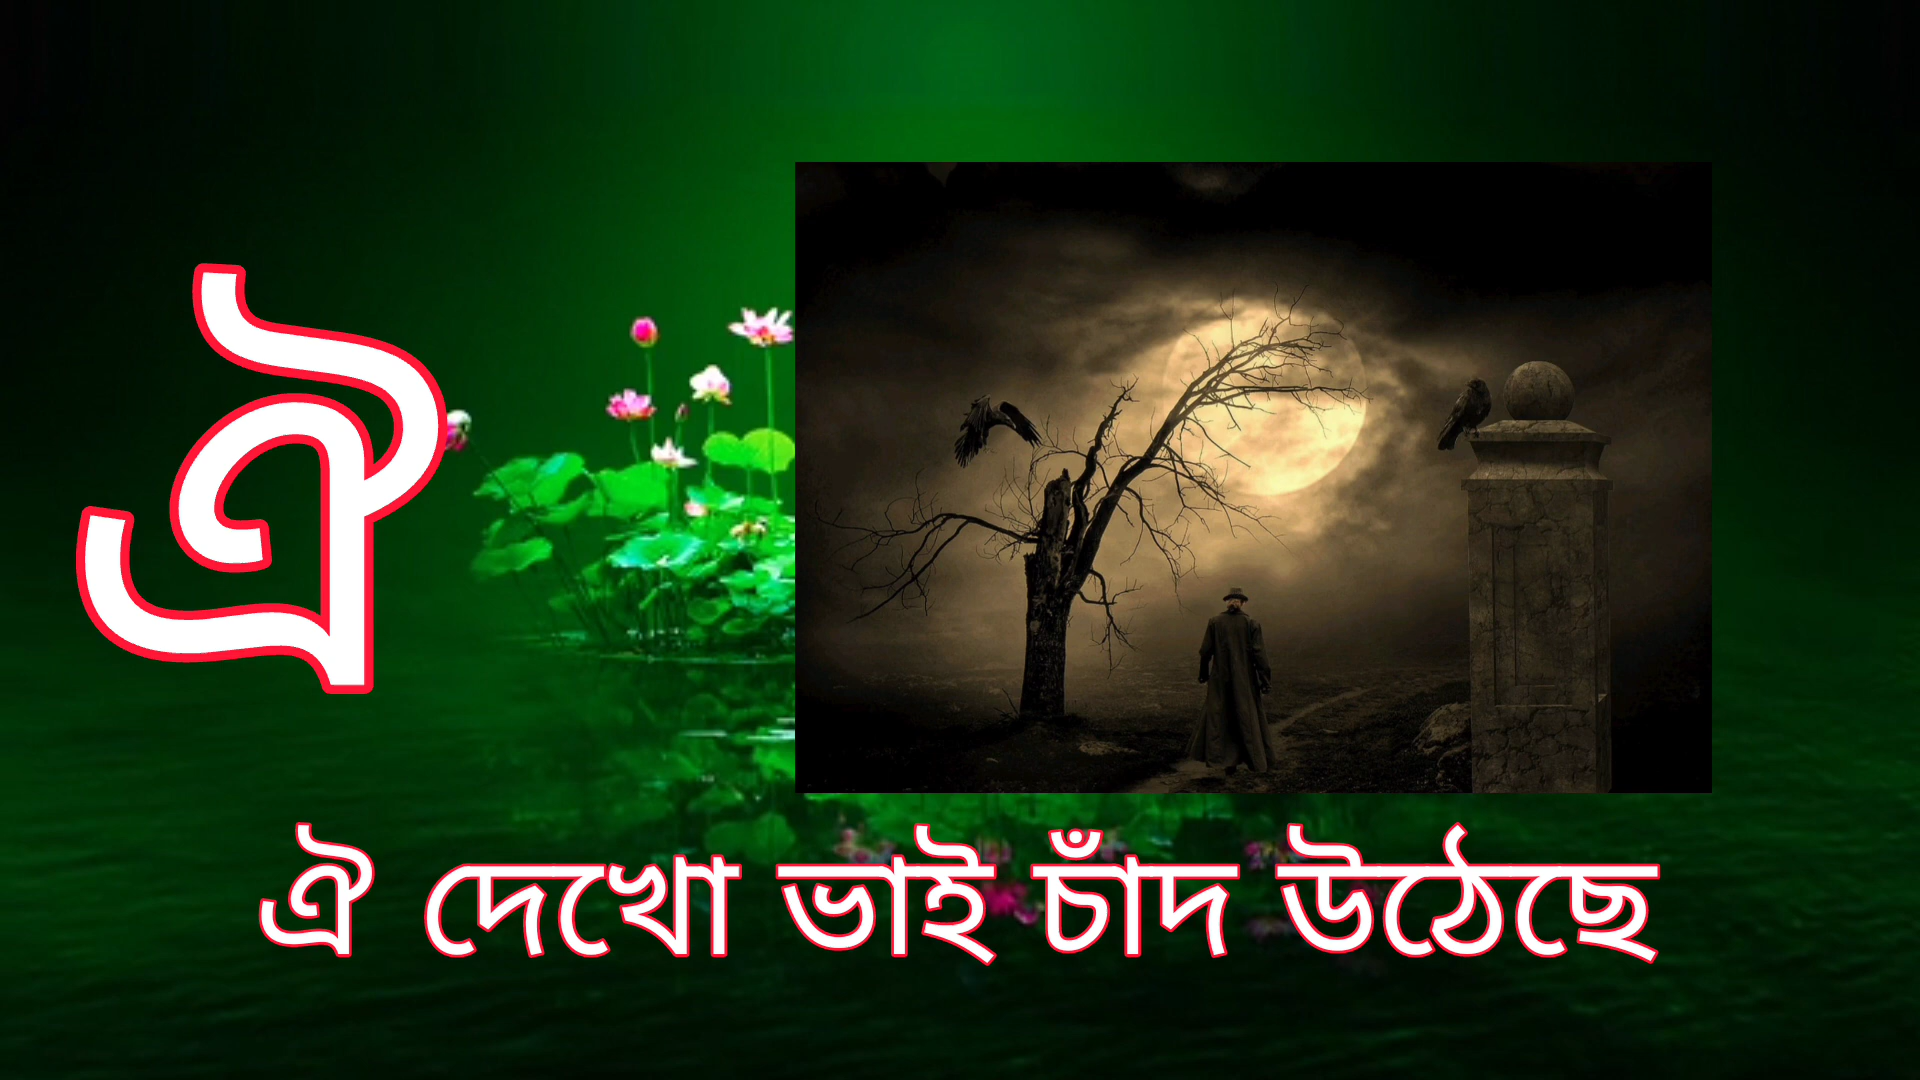 ঐ
ঐ দেখো ভাই চাঁদ উঠেছে